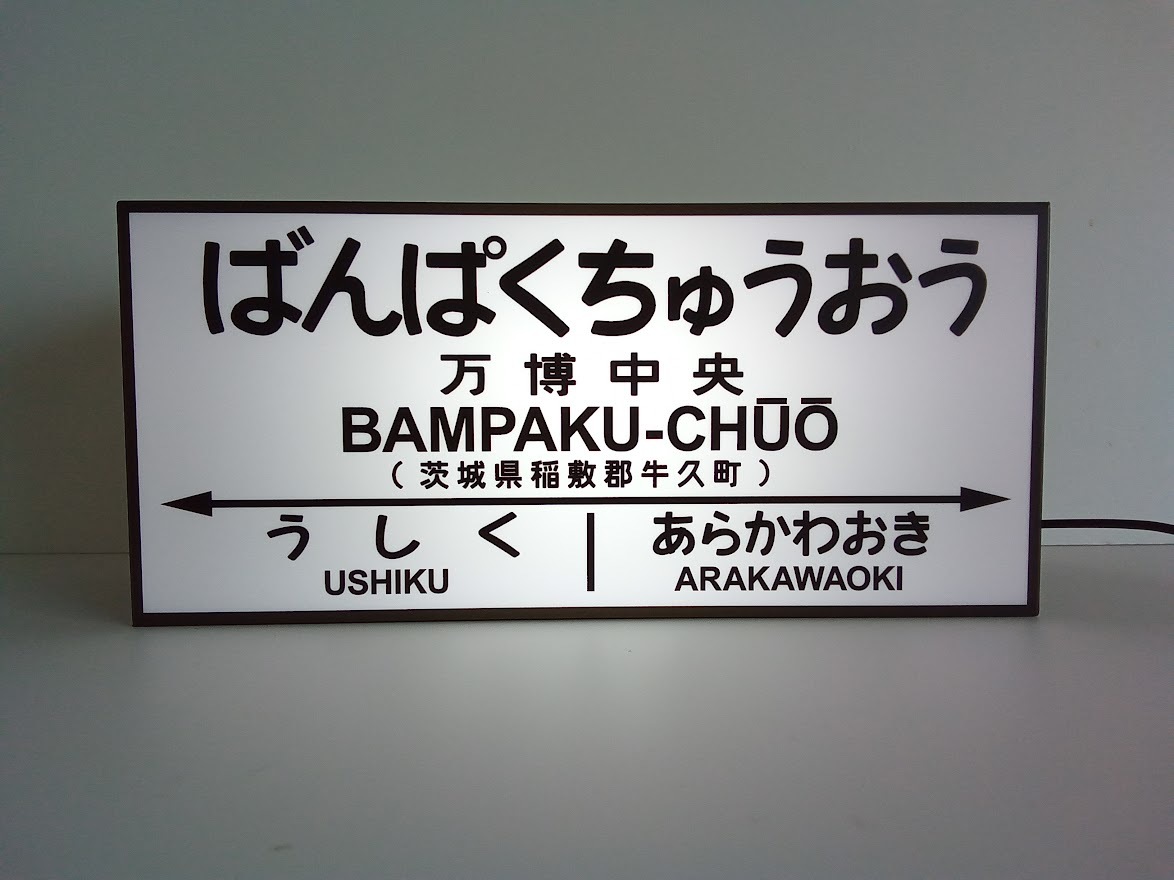 ばんぱくちゅうおう
万博中央
BAMPAKU-CHŪŌ
(茨城県稲敷郡牛久町)
うしく あらかわおき
USHIKU ARAKAWAOKI